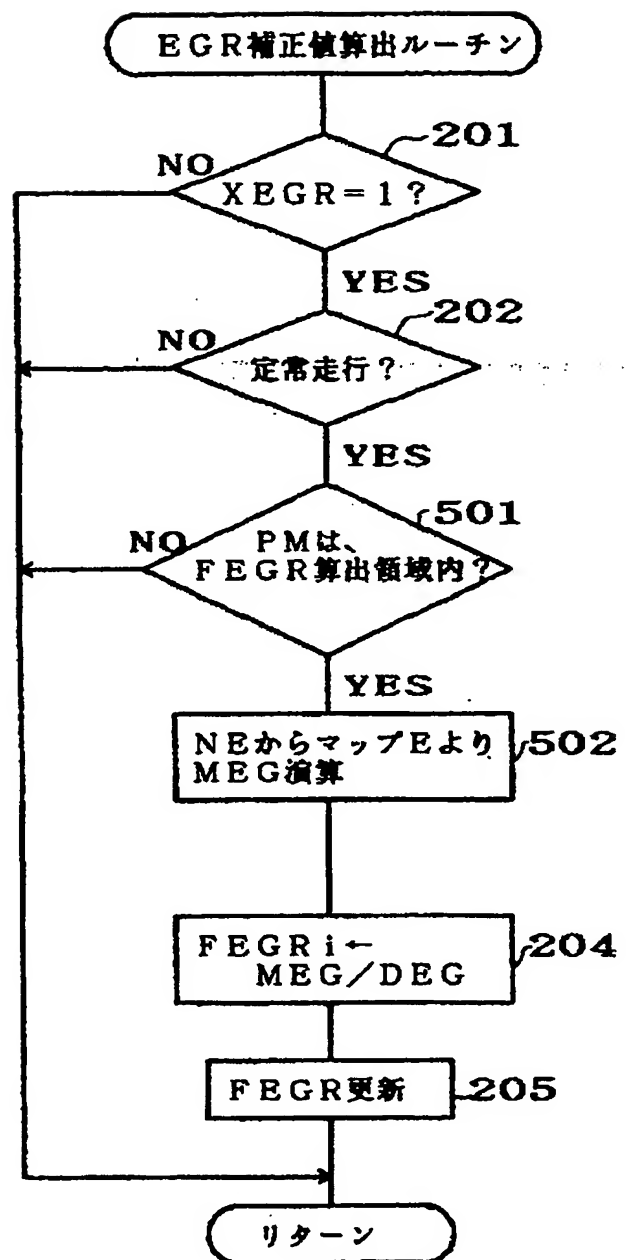 EGR補正値算出ルーチン
201
NO
XEGR=1?
YES
202
NO
定常走行?
YES
501
NO
PMは、
FEGR算出領域内?
YES
NEからマップEより
MEG演算
502
FEGRi←
MEG/DEG
204
FEGR更新
205
リターン